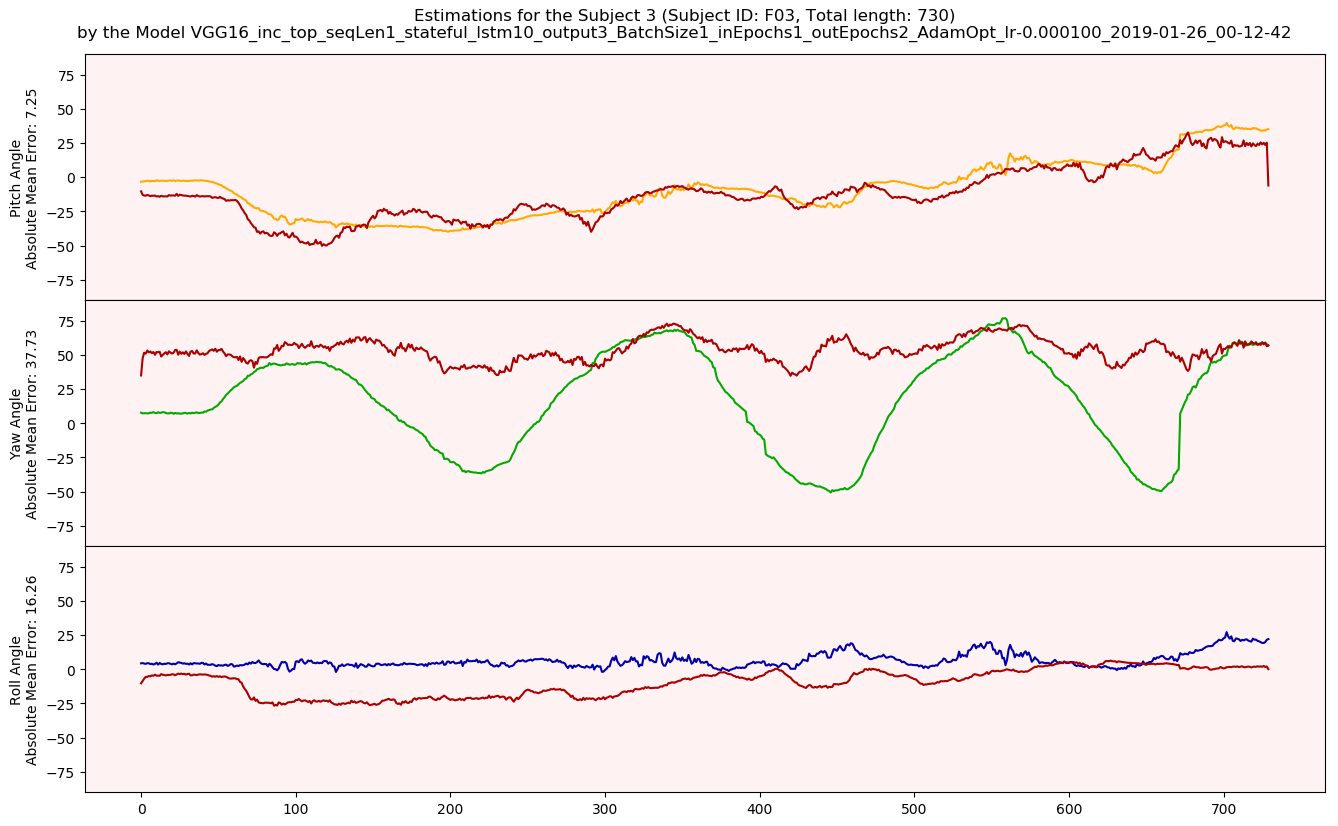 Estimations for the Subject 3 (Subject ID: F03, Total length: 730)
by the Model VGG16_inc_top_seqLen1_stateful_lstm10_output3_BatchSize1_inEpochs1_outEpochs2_AdamOpt_lr-0.000100_2019-01-26_00-12-42
Pitch Angle
Absolute Mean Error: 7.25
75
50
25
0
−25
−50
−75
Yaw Angle
Absolute Mean Error: 37.73
75
50
25
0
−25
−50
−75
Roll Angle
Absolute Mean Error: 16.26
75
50
25
0
−25
−50
−75
0 100 200 300 400 500 600 700